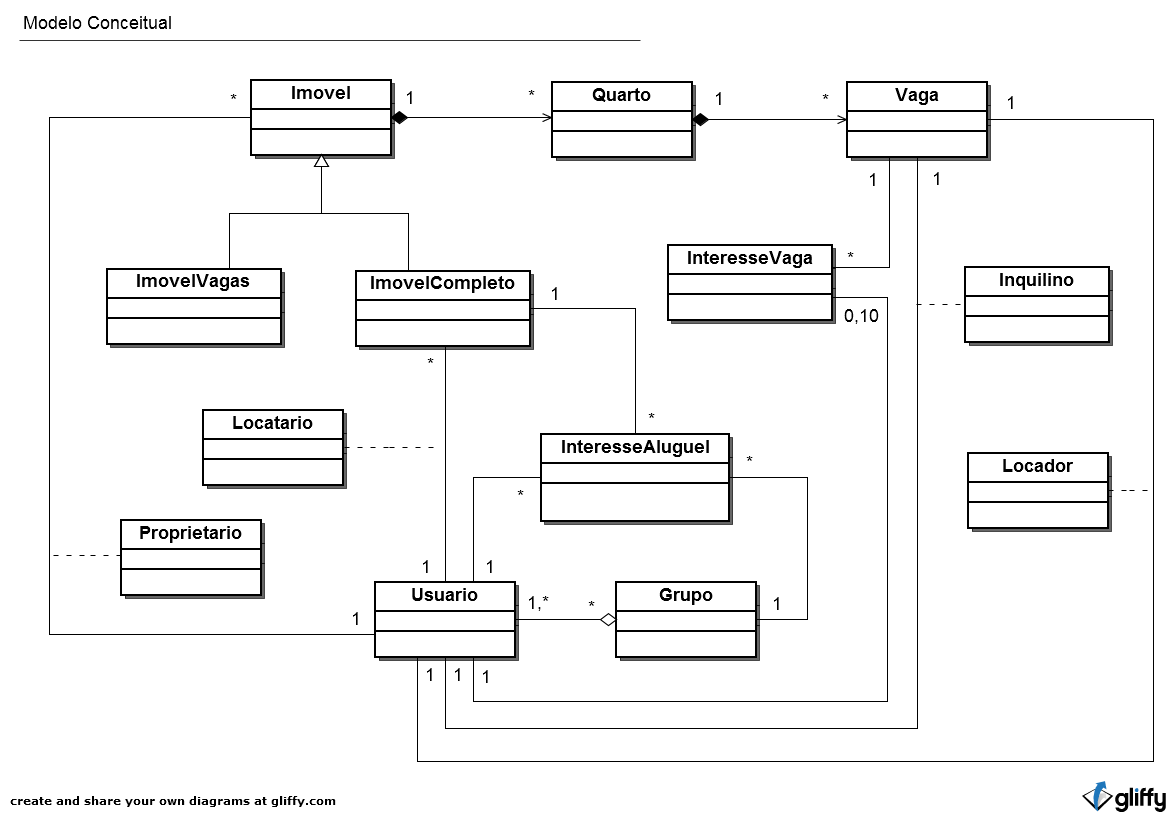 Modelo Conceitual
* Imovel 1 * Quarto 1 * Vaga 1
1 1
ImovelVagas ImovelCompleto 1 InteresseVaga * Inquilino
0,10
*
Locatario *
InteresseAluguel * Locador
*
Proprietario
1 1
1 Usuario 1,* * Grupo 1
1 1 1
create and share your own diagrams at gliffy.com
gliffy